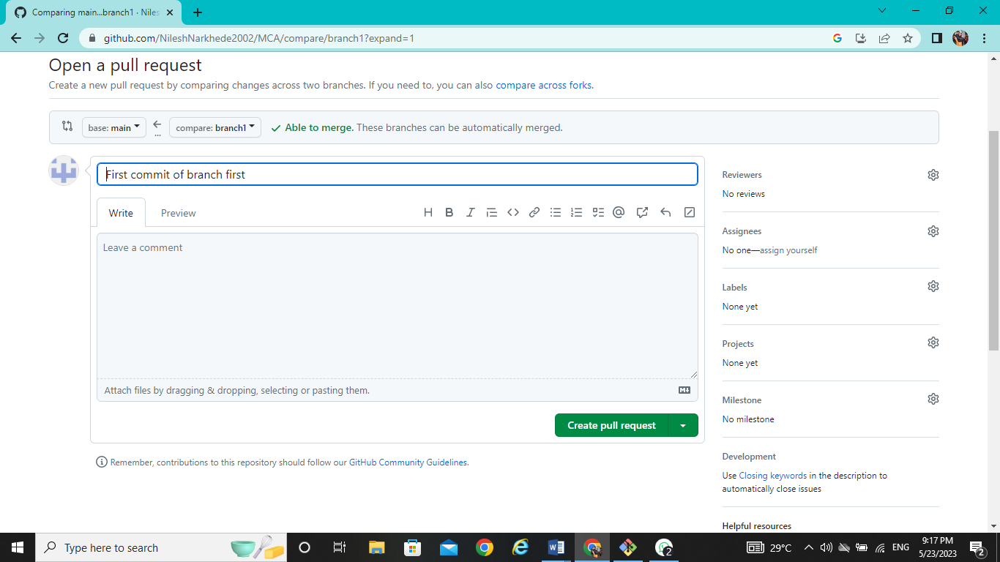 Comparing main...branch1 · Niles
github.com/NileshNarkhede2002/MCA/compare/branch1?expand=1
Open a pull request
Create a new pull request by comparing changes across two branches. If you need to, you can also compare across forks.
base: main
...
compare: branch1
Able to merge. These branches can be automatically merged.
First commit of branch first
Write
Preview
Leave a comment
Attach files by dragging & dropping, selecting or pasting them.
Create pull request
Remember, contributions to this repository should follow our GitHub Community Guidelines.
Reviewers
No reviews
Assignees
No one—assign yourself
Labels
None yet
Projects
None yet
Milestone
No milestone
Development
Use Closing keywords in the description to
automatically close issues
Helpful resources
Type here to search
2
29°C
ENG
9:17 PM
5/23/2023
2